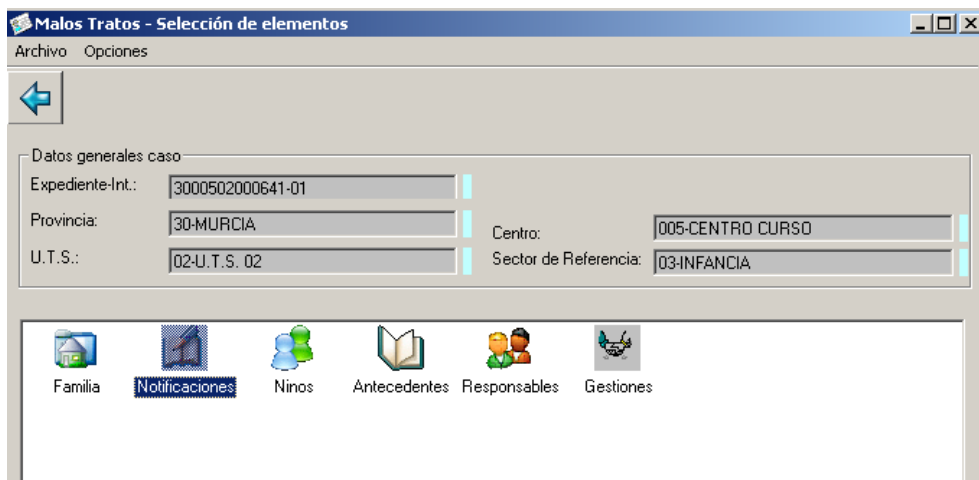 Malos Tratos - Selección de elementos
Archivo Opciones
Datos generales caso
Expediente-Int.: 3000502000641-01
Provincia: 30-MURCIA Centro: 005-CENTRO CURSO
U.T.S.: 02-U.T.S. 02 Sector de Referencia: 03-INFANCIA
Familia Notificaciones Ninos Antecedentes Responsables Gestiones